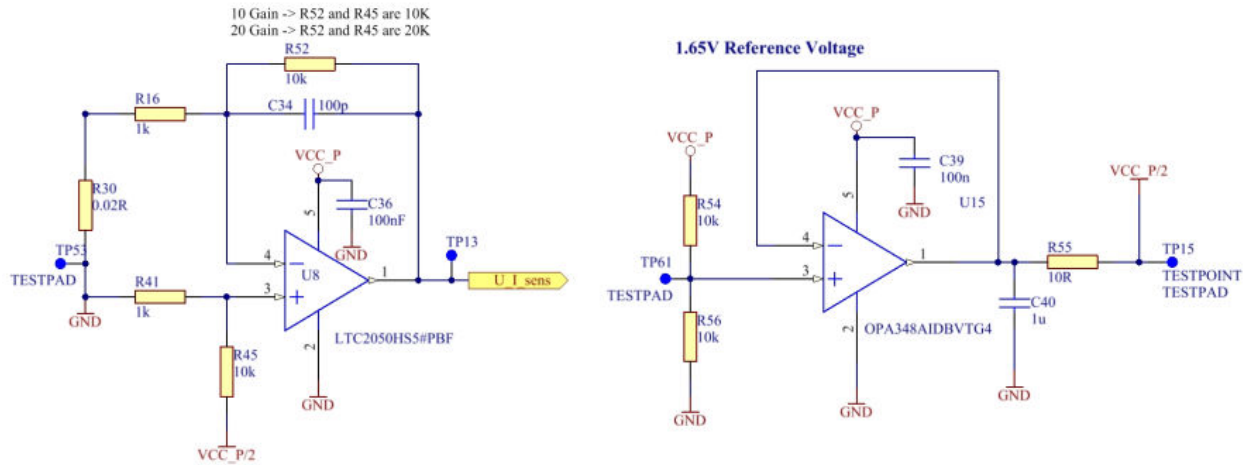 10 Gain -> R52 and R45 are 10K
20 Gain -> R52 and R45 are 20K
R52
10k
R16
1k
C34
100p
R30
0.02R
VCC_P
C36
100nF
GND
5
TP53
TESTPAD
GND
R41
1k
4
3
U8
1
2
TP13
U_I_sens
LTC2050HS5#PBF
R45
10k
GND
VCC_P/2
1.65V Reference Voltage
VCC_P
VCC_P
C39
100n
GND
U15
5
R54
10k
TP61
TESTPAD
R56
10k
GND
4
3
1
2
OPA348AIDBVTG4
GND
R55
10R
C40
1u
GND
VCC_P/2
TP15
TESTPOINT
TESTPAD